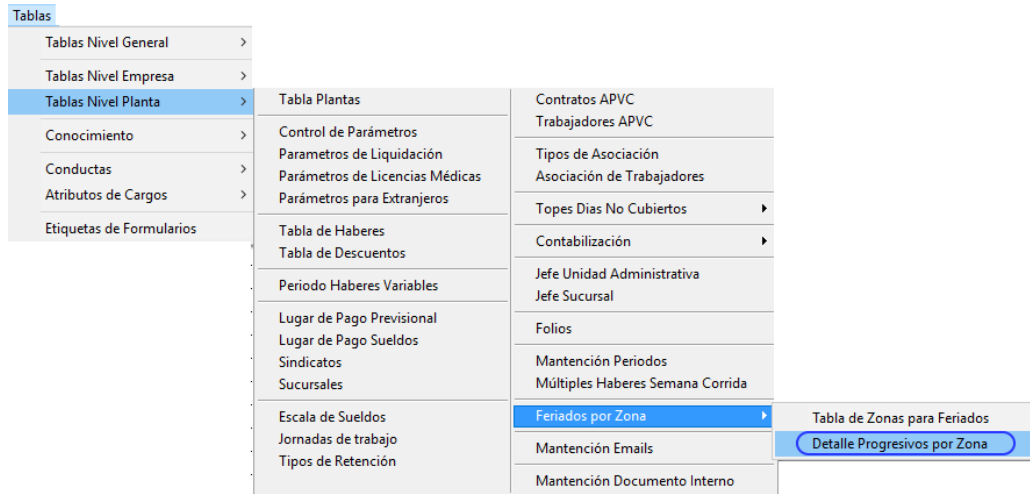 Tablas
Tablas Nivel General
Tablas Nivel Empresa
Tablas Nivel Planta
Conocimiento
Conductas
Atributos de Cargos
Etiquetas de Formularios
Tabla Plantas
Control de Parámetros
Parametros de Liquidación
Parámetros de Licencias Médicas
Parámetros para Extranjeros
Tabla de Haberes
Tabla de Descuentos
Periodo Haberes Variables
Lugar de Pago Previsional
Lugar de Pago Sueldos
Sindicatos
Sucursales
Escala de Sueldos
Jornadas de trabajo
Tipos de Retención
Contratos APVC
Trabajadores APVC
Tipos de Asociación
Asociación de Trabajadores
Topes Dias No Cubiertos
Contabilización
Jefe Unidad Administrativa
Jefe Sucursal
Folios
Mantención Periodos
Múltiples Haberes Semana Corrida
Feriados por Zona
Mantención Emails
Mantención Documento Interno
Tabla de Zonas para Feriados
Detalle Progresivos por Zona